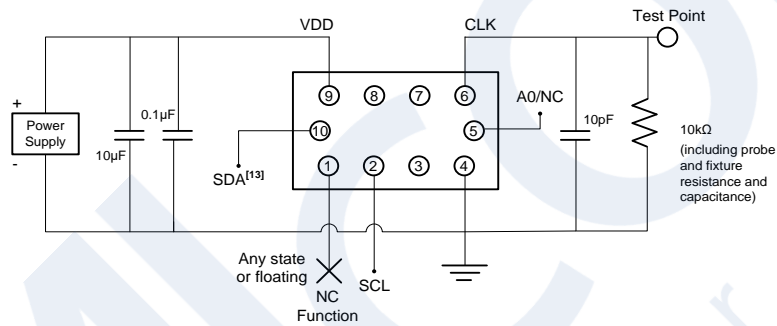 VDD
CLK
Test Point
9
8
7
6
A0/NC
+
Power
Supply
-
0.1µF
10µF
10
5
10pF
10kΩ
(including probe
and fixture
resistance and
capacitance)
SDA[13]
1
2
3
4
Any state
or floating
NC
Function
SCL